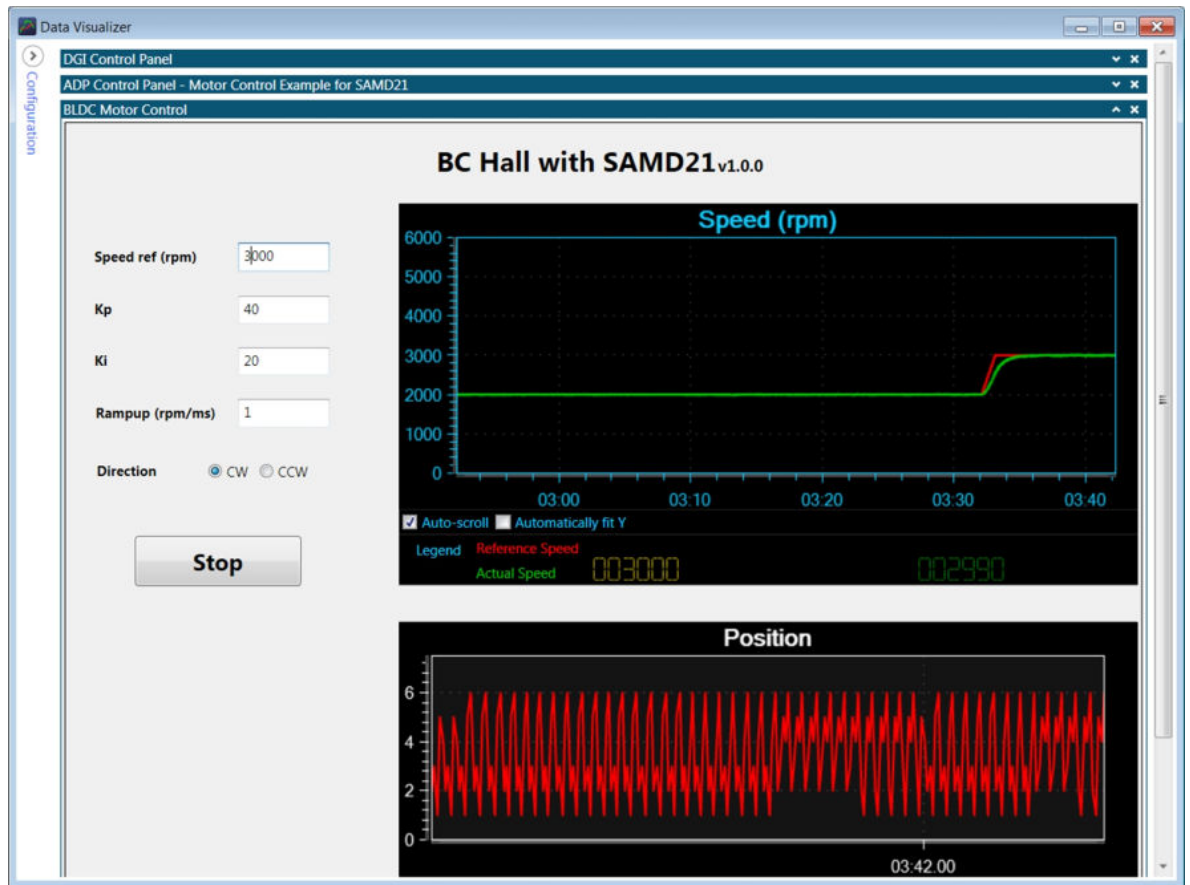 Data Visualizer
Configuration
DGI Control Panel
ADP Control Panel - Motor Control Example for SAMD21
BLDC Motor Control
BC Hall with SAMD21 v1.0.0
Speed ref (rpm) 3000
Kp 40
Ki 20
Rampup (rpm/ms) 1
Direction CW CCW
Stop
Speed (rpm)
6000
5000
4000
3000
2000
1000
0
03:00 03:10 03:20 03:30 03:40
Auto-scroll Automatically fit Y
Legend Reference Speed
Actual Speed 003000 002990
Position
6
4
2
0
03:42.00